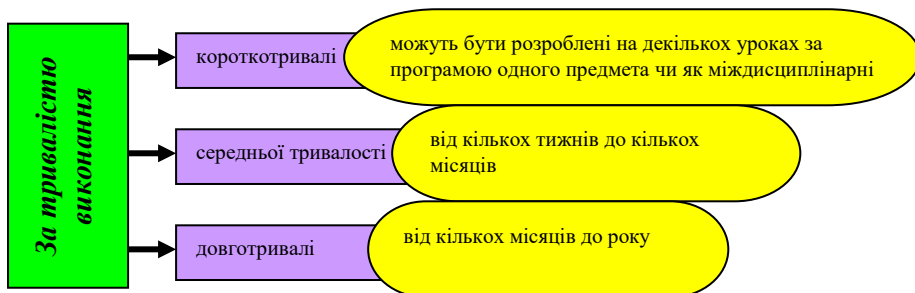 За тривалістю
виконання
короткотривалі
можуть бути розроблені на декількох уроках за
програмою одного предмета чи як міждисциплінарні
середньої тривалості
від кількох тижнів до кількох
місяців
довготривалі
від кількох місяців до року